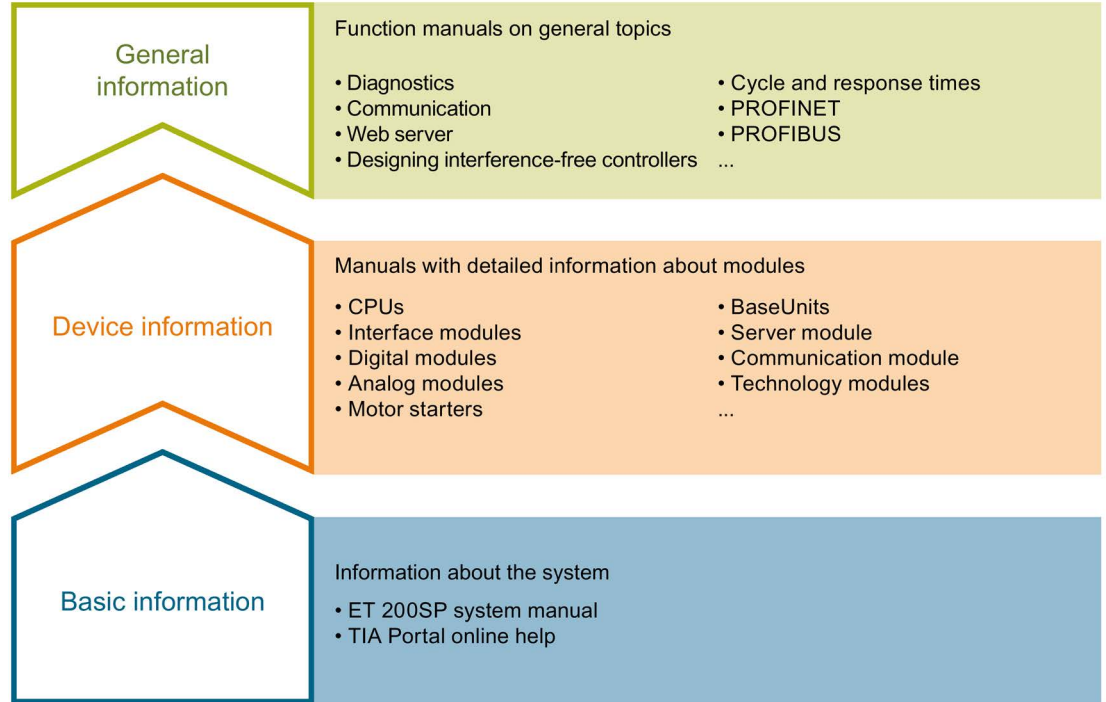 General
information
Function manuals on general topics
• Diagnostics
• Communication
• Web server
• Designing interference-free controllers
• Cycle and response times
• PROFINET
• PROFIBUS
...
Device information
Manuals with detailed information about modules
• CPUs
• Interface modules
• Digital modules
• Analog modules
• Motor starters
• BaseUnits
• Server module
• Communication module
• Technology modules
...
Basic information
Information about the system
• ET 200SP system manual
• TIA Portal online help